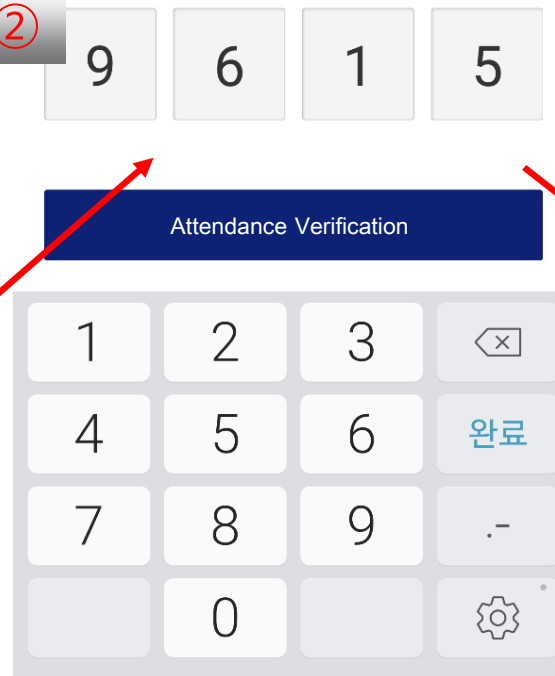 ②
9 6 1 5
Attendance Verification
1 2 3
4 5 6 완료
7 8 9 .-
0